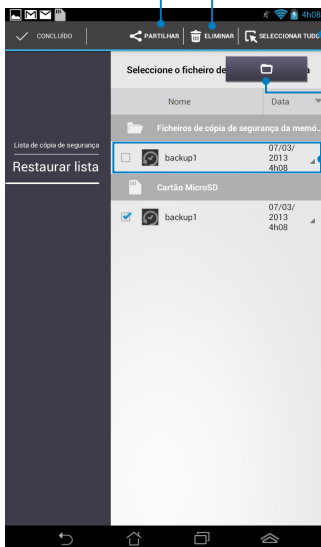 4h08
CONCLUÍDO
PARTILHAR
ELIMINAR
SELECCIONAR TUDO
Seleccione o ficheiro de
a
Nome
Data
Ficheiros de cópia de segurança da memó..
Lista de cópia de segurança
Restaurar lista
backup1
07/03/
2013
4h08
Cartão MicroSD
backup1
07/03/
2013
4h08